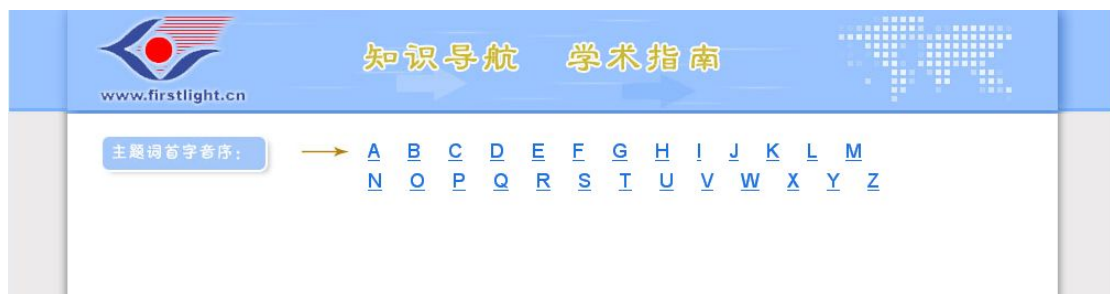 知识导航 学术指南
www.firstlight.cn
主题词首字音序:
A B C D E F G H I J K L M
N O P Q R S T U V W X Y Z